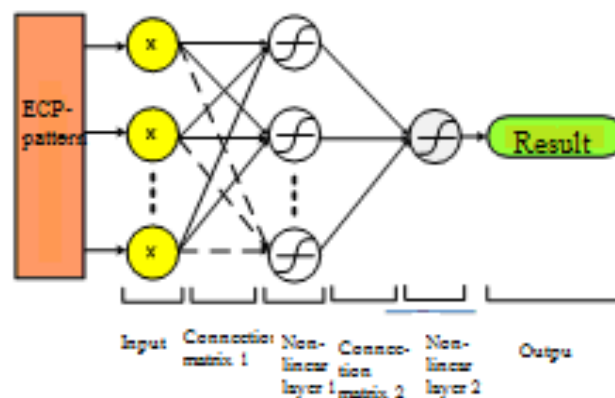 ECP-
pattern
x
x
x
Result
Input
Connection
matrix 1
Non-
linear
layer 1
Connec-
tion
matrix 2
Non-
linear
layer 2
Outpu